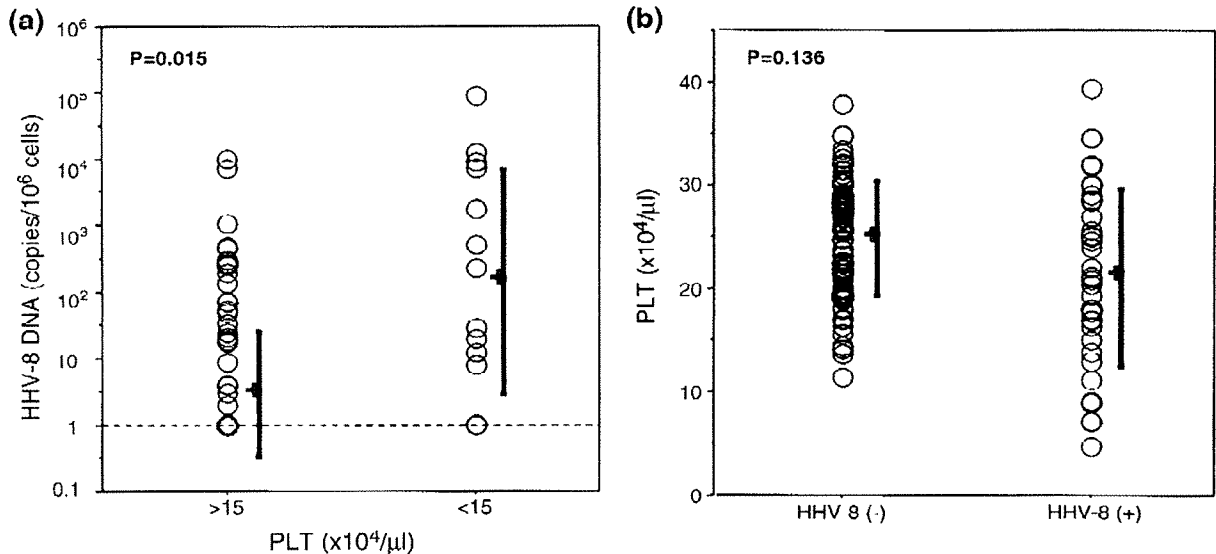 (a)
P=0.015
HHV-8 DNA (copies/10⁶ cells)
10⁶
10⁵
10⁴
10³
10²
10
1
0.1
>15
<15
PLT (x10⁴/µl)
(b)
P=0.136
PLT (x10⁴/µl)
40
30
20
10
0
HHV 8 (-)
HHV-8 (+)